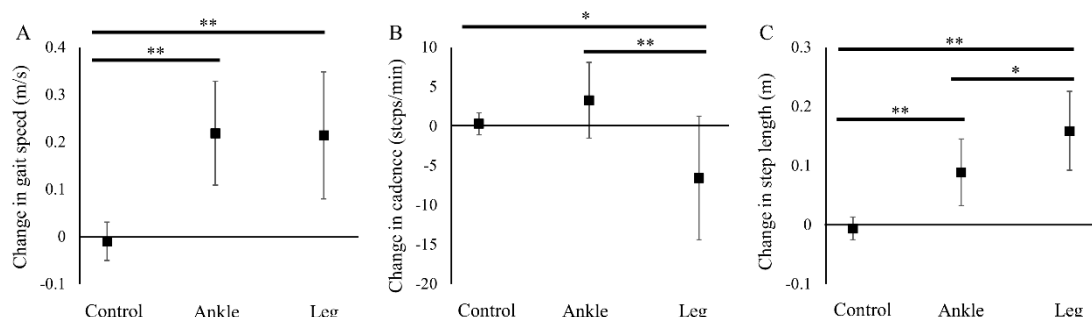 A
Change in gait speed (m/s)
0.4
0.3
0.2
0.1
0
-0.1
**
**
Control Ankle Leg
B
Change in cadence (steps/min)
10
5
0
-5
-10
-15
-20
*
**
Control Ankle Leg
C
Change in step length (m)
0.3
0.2
0.1
0
-0.1
**
*
**
Control Ankle Leg